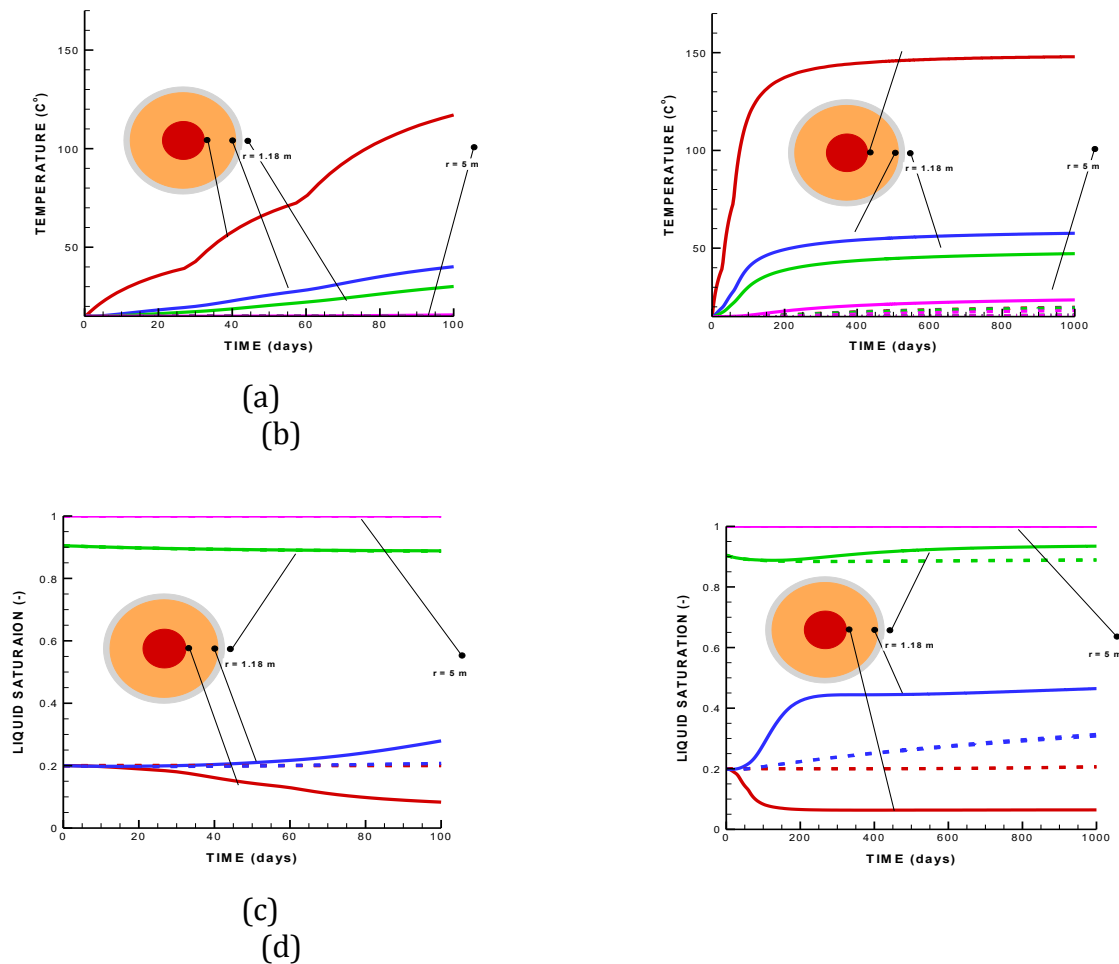 150
100
50
TEMPERATURE (C°)
r = 1.18 m
r = 5 m
0 20 40 60 80 100
TIME (days)
150
100
50
TEMPERATURE (C°)
r = 1.18 m
r = 5 m
0 200 400 600 800 1000
TIME (days)
(a)
(b)
1
0.8
0.6
0.4
0.2
0
LIQUID SATURAION (-)
r = 1.18 m
r = 5 m
0 20 40 60 80 100
TIME (days)
1
0.8
0.6
0.4
0.2
0
LIQUID SATURATION (-)
r = 1.18 m
r = 5 m
0 200 400 600 800 1000
TIME (days)
(c)
(d)